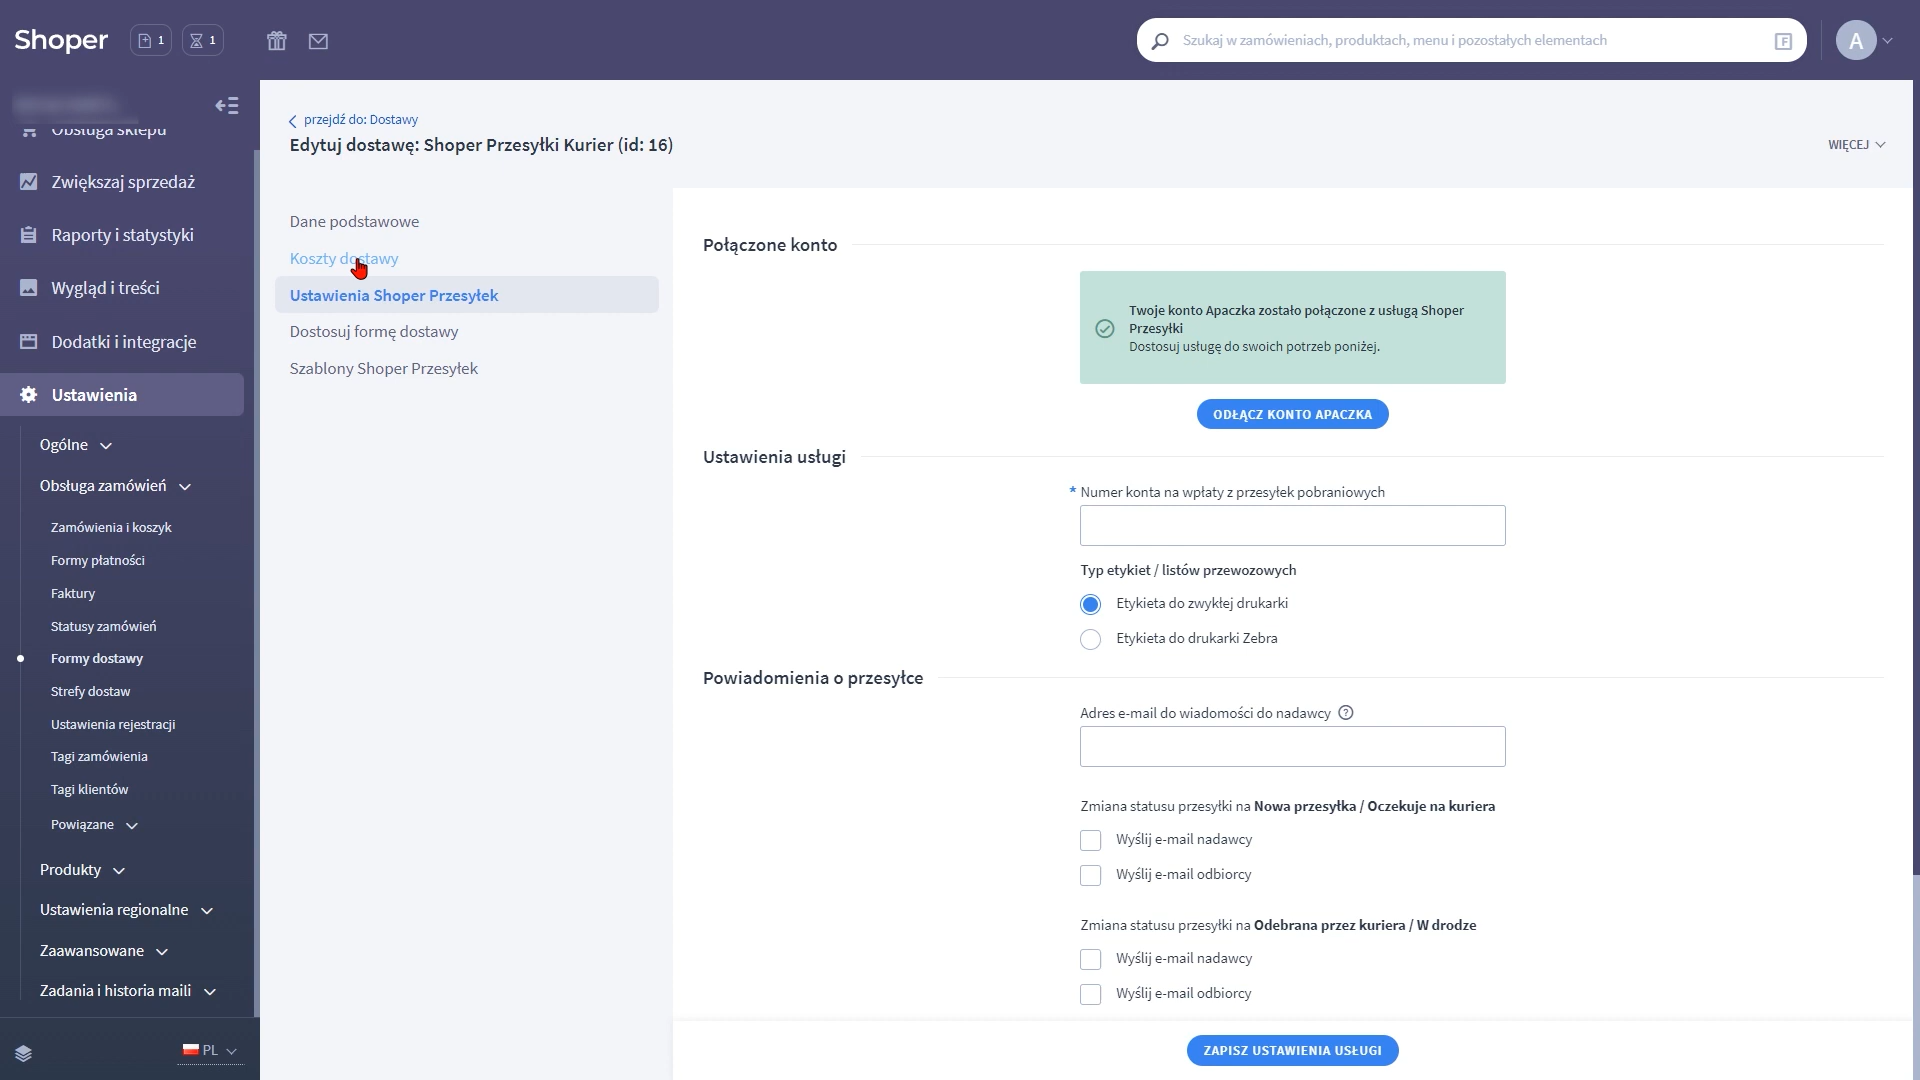 Shoper
1
1
Szukaj w zamówieniach, produktach, menu i pozostałych elementach
F
A
Obsługa sklepu
Zwiększaj sprzedaż
Raporty i statystyki
Wygląd i treści
Dodatki i integracje
Ustawienia
Ogólne
Obsługa zamówień
Zamówienia i koszyk
Formy płatności
Faktury
Statusy zamówień
Formy dostawy
Strefy dostaw
Ustawienia rejestracji
Tagi zamówienia
Tagi klientów
Powiązane
Produkty
Ustawienia regionalne
Zaawansowane
Zadania i historia maili
PL
przejdź do: Dostawy
Edytuj dostawę: Shoper Przesyłki Kurier (id: 16)
WIĘCEJ
Dane podstawowe
Koszty dostawy
Ustawienia Shoper Przesyłek
Dostosuj formę dostawy
Szablony Shoper Przesyłek
Połączone konto
Twoje konto Apaczka zostało połączone z usługą Shoper
Przesyłki
Dostosuj usługę do swoich potrzeb poniżej.
ODŁĄCZ KONTO APACZKA
Ustawienia usługi
* Numer konta na wpłaty z przesyłek pobraniowych
Typ etykiet / listów przewozowych
Etykieta do zwykłej drukarki
Etykieta do drukarki Zebra
Powiadomienia o przesyłce
Adres e-mail do wiadomości do nadawcy ?
Zmiana statusu przesyłki na Nowa przesyłka / Oczekuje na kuriera
Wyślij e-mail nadawcy
Wyślij e-mail odbiorcy
Zmiana statusu przesyłki na Odebrana przez kuriera / W drodze
Wyślij e-mail nadawcy
Wyślij e-mail odbiorcy
ZAPISZ USTAWIENIA USŁUGI